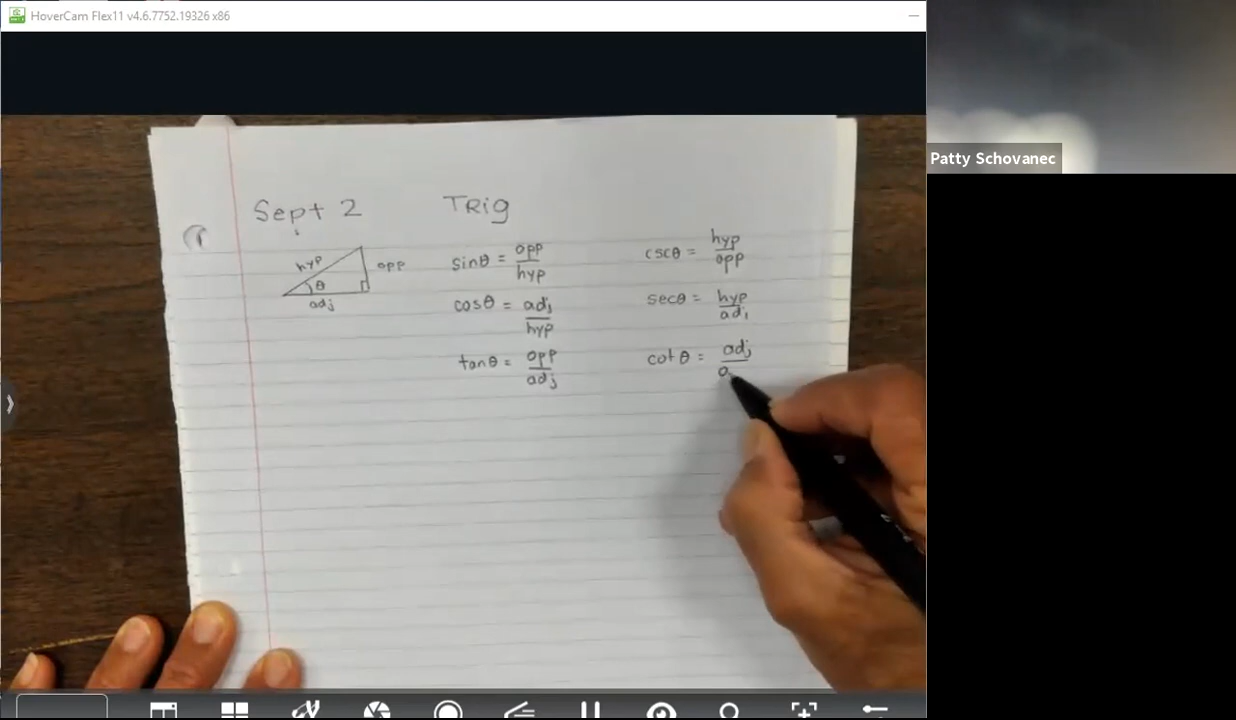 HoverCam Flex11 v4.6.7752.19326 x86
Patty Schovanec
Sept 2 Trig
hyp
opp
θ
adj
sinθ = opp/hyp
cscθ = hyp/opp
cosθ = adj/hyp
secθ = hyp/adj
tanθ = opp/adj
cotθ = adj/o